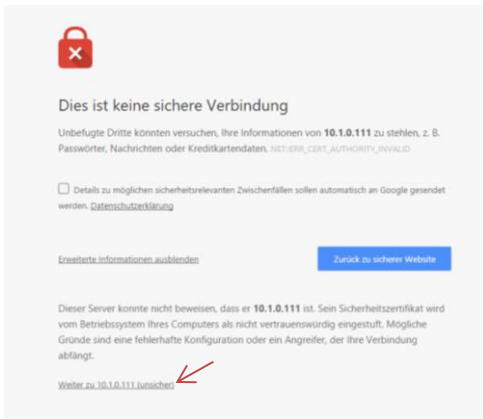 Dies ist keine sichere Verbindung
Unbefugte Dritte könnten versuchen, Ihre Informationen von 10.1.0.111 zu stehlen, z. B.
Passwörter, Nachrichten oder Kreditkartendaten. NET::ERR_CERT_AUTHORITY_INVALID
Details zu möglichen sicherheitsrelevanten Zwischenfällen sollen automatisch an Google gesendet
werden. Datenschutzerklärung
Erweiterte Informationen ausblenden
Zurück zu sicherer Website
Dieser Server konnte nicht beweisen, dass er 10.1.0.111 ist. Sein Sicherheitszertifikat wird
vom Betriebssystem Ihres Computers als nicht vertrauenswürdig eingestuft. Mögliche
Gründe sind eine fehlerhafte Konfiguration oder ein Angreifer, der Ihre Verbindung
abfängt.
Weiter zu 10.1.0.111 (unsicher)